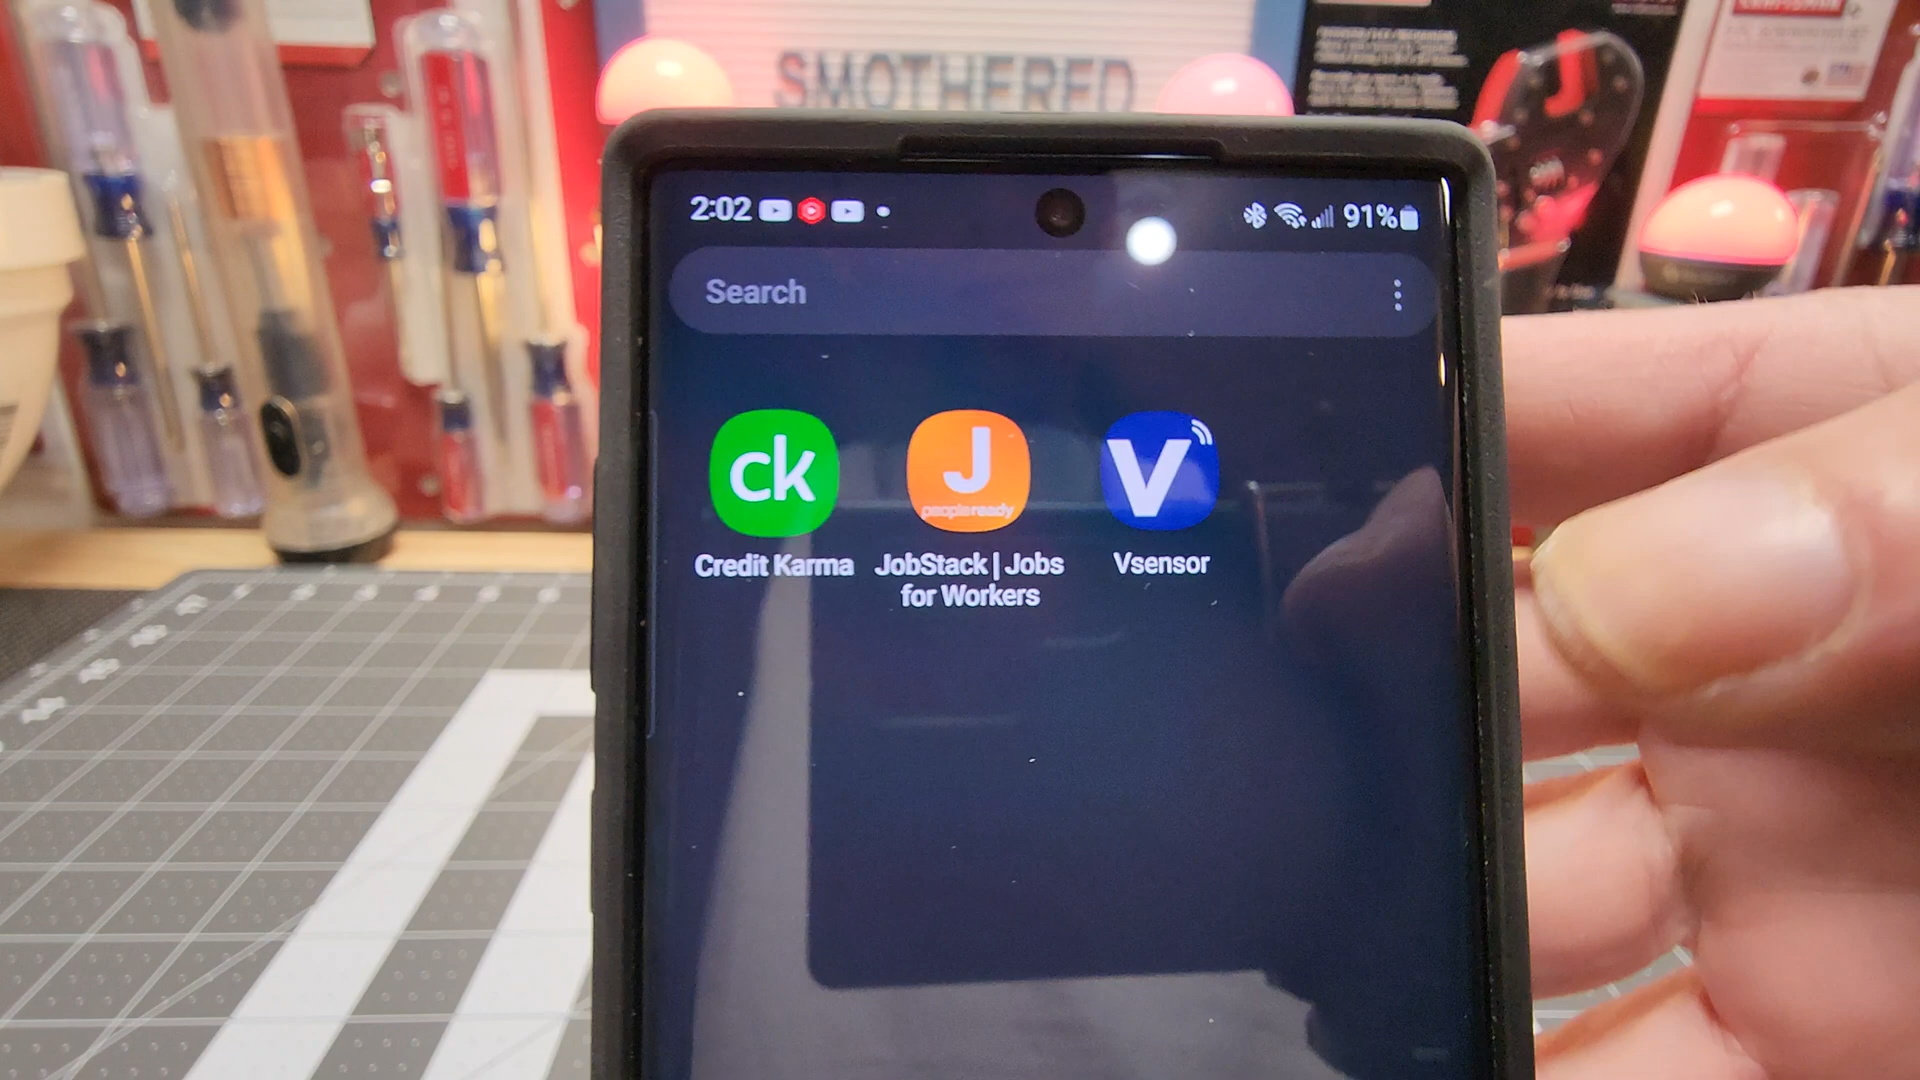 SMOTHERED
2:02
91%
Search
ck
J
peopleready
V
Credit Karma
JobStack | Jobs
for Workers
Vsensor